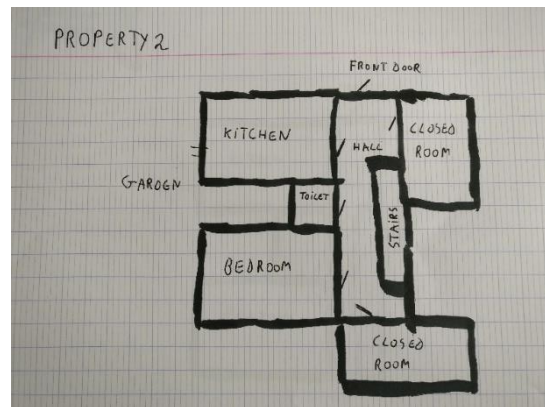 PROPERTY 2
FRONT DOOR
KITCHEN
HALL
CLOSED
ROOM
GARDEN
TOILET
STAIRS
BEDROOM
CLOSED
ROOM